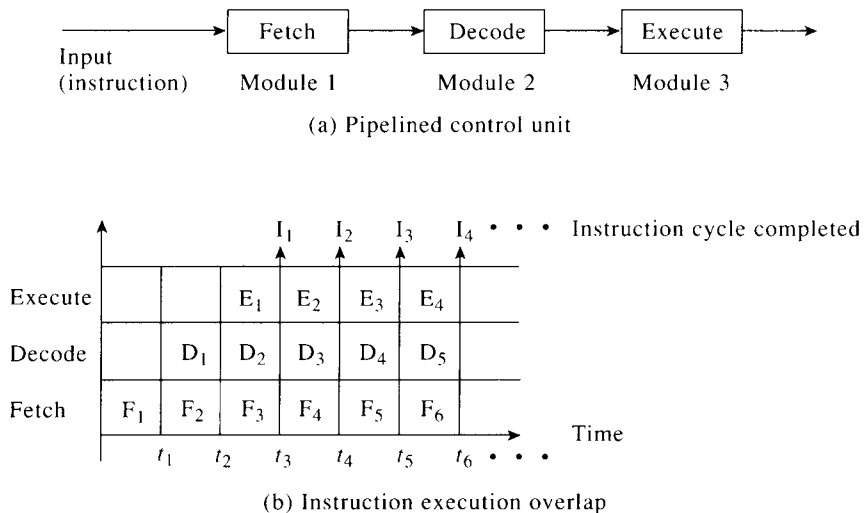 Fetch Decode Execute
Input
(instruction) Module 1 Module 2 Module 3
(a) Pipelined control unit
I₁ I₂ I₃ I₄ • • • Instruction cycle completed
Execute E₁ E₂ E₃ E₄
Decode D₁ D₂ D₃ D₄ D₅
Fetch F₁ F₂ F₃ F₄ F₅ F₆
Time
t₁ t₂ t₃ t₄ t₅ t₆ • • •
(b) Instruction execution overlap